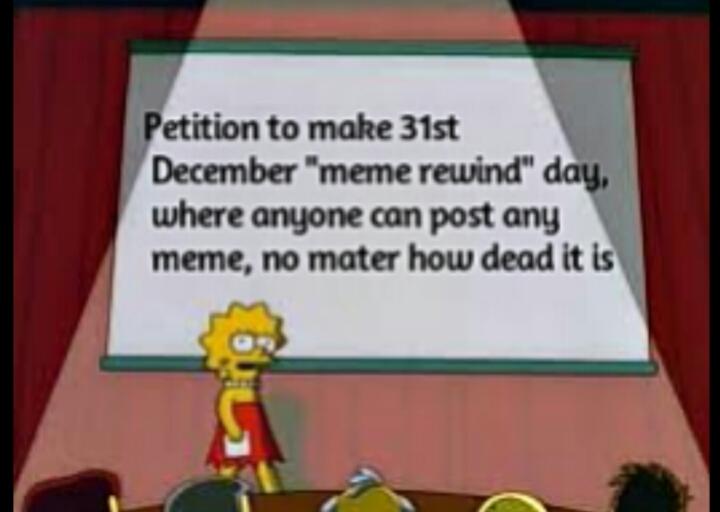 Petition to make 31st
December "meme rewind" day,
where anyone can post any
meme, no mater how dead it is